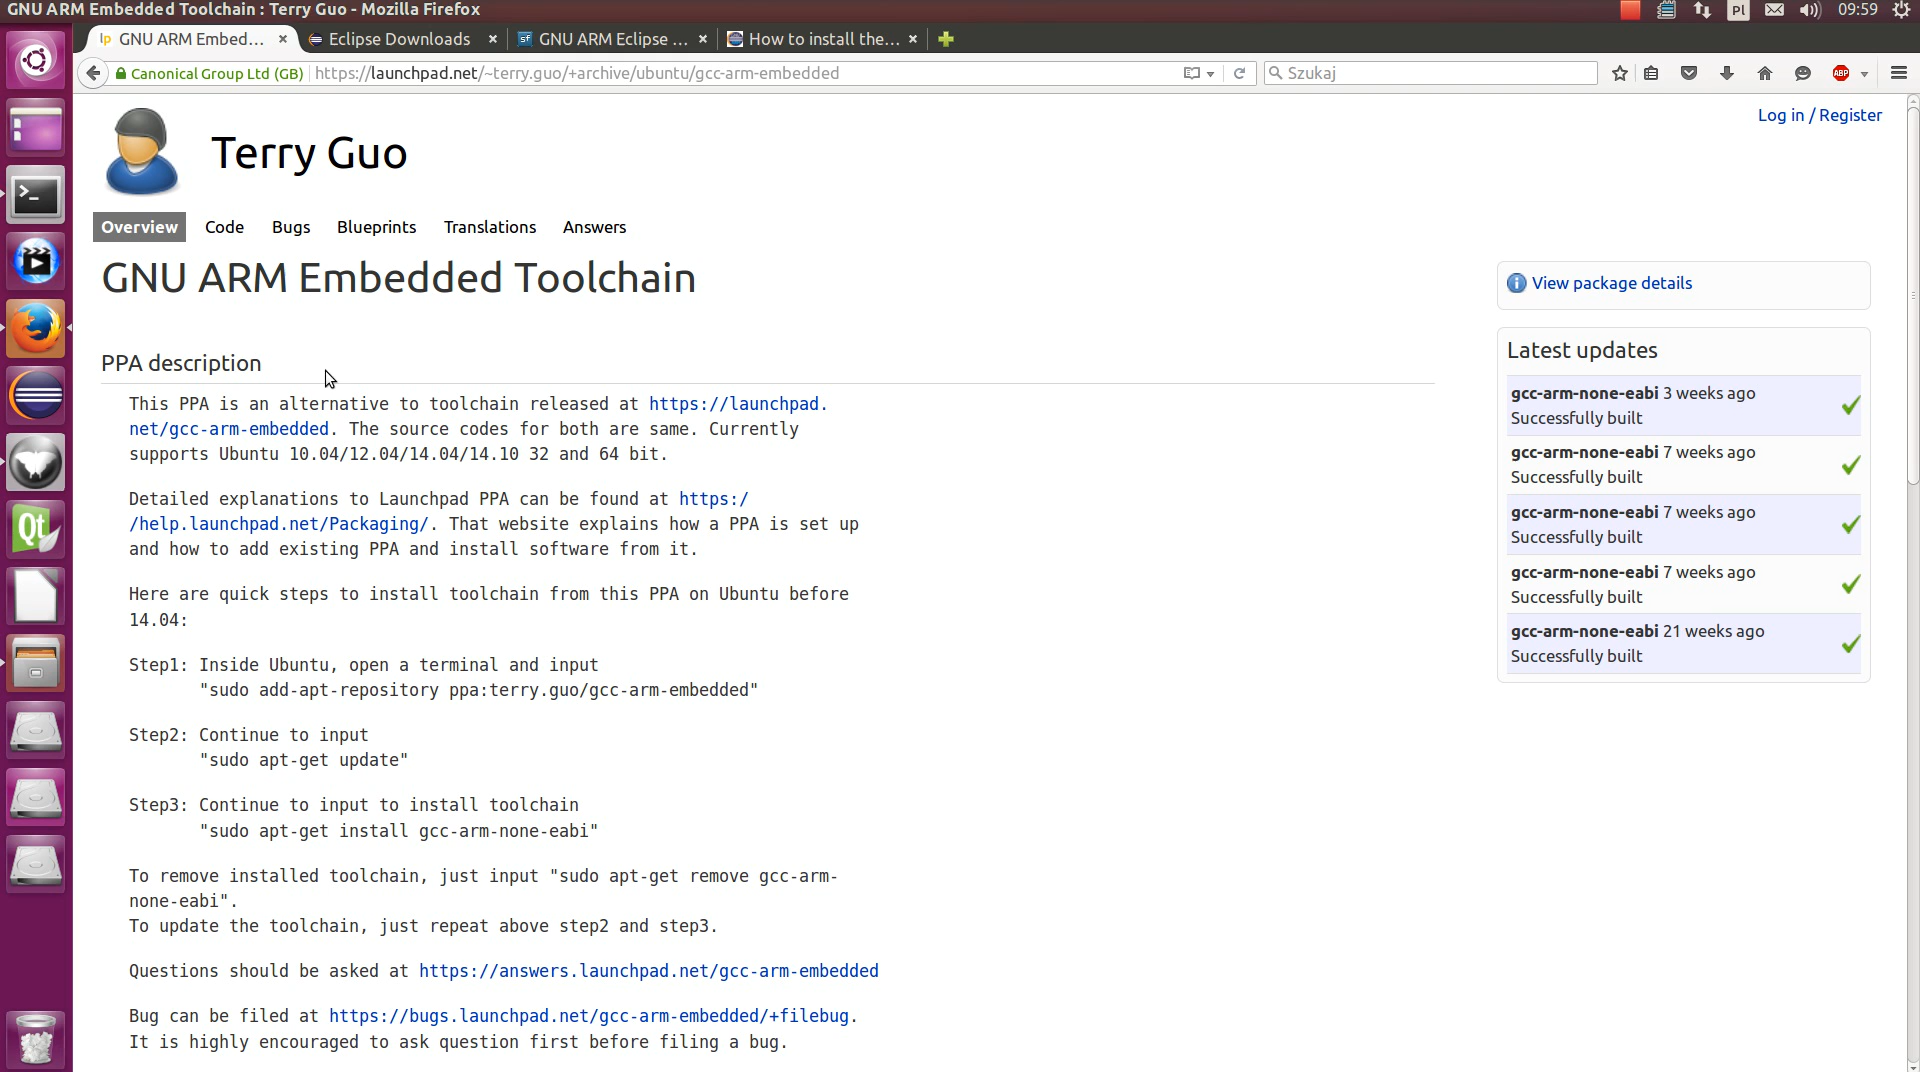 GNU ARM Embedded Toolchain : Terry Guo - Mozilla Firefox
Pl
09:59
lp GNU ARM Embed...
Eclipse Downloads
sf GNU ARM Eclipse ...
How to install the...
Canonical Group Ltd (GB)
https://launchpad.net/~terry.guo/+archive/ubuntu/gcc-arm-embedded
Szukaj
ABP
Log in / Register
Terry Guo
Overview
Code
Bugs
Blueprints
Translations
Answers
GNU ARM Embedded Toolchain
PPA description
This PPA is an alternative to toolchain released at https://launchpad.
net/gcc-arm-embedded. The source codes for both are same. Currently
supports Ubuntu 10.04/12.04/14.04/14.10 32 and 64 bit.
Detailed explanations to Launchpad PPA can be found at https:/
/help.launchpad.net/Packaging/. That website explains how a PPA is set up
and how to add existing PPA and install software from it.
Here are quick steps to install toolchain from this PPA on Ubuntu before
14.04:
Step1: Inside Ubuntu, open a terminal and input
"sudo add-apt-repository ppa:terry.guo/gcc-arm-embedded"
Step2: Continue to input
"sudo apt-get update"
Step3: Continue to input to install toolchain
"sudo apt-get install gcc-arm-none-eabi"
To remove installed toolchain, just input "sudo apt-get remove gcc-arm-
none-eabi".
To update the toolchain, just repeat above step2 and step3.
Questions should be asked at https://answers.launchpad.net/gcc-arm-embedded
Bug can be filed at https://bugs.launchpad.net/gcc-arm-embedded/+filebug.
It is highly encouraged to ask question first before filing a bug.
View package details
Latest updates
gcc-arm-none-eabi 3 weeks ago
Successfully built
gcc-arm-none-eabi 7 weeks ago
Successfully built
gcc-arm-none-eabi 7 weeks ago
Successfully built
gcc-arm-none-eabi 7 weeks ago
Successfully built
gcc-arm-none-eabi 21 weeks ago
Successfully built
>_
Qt